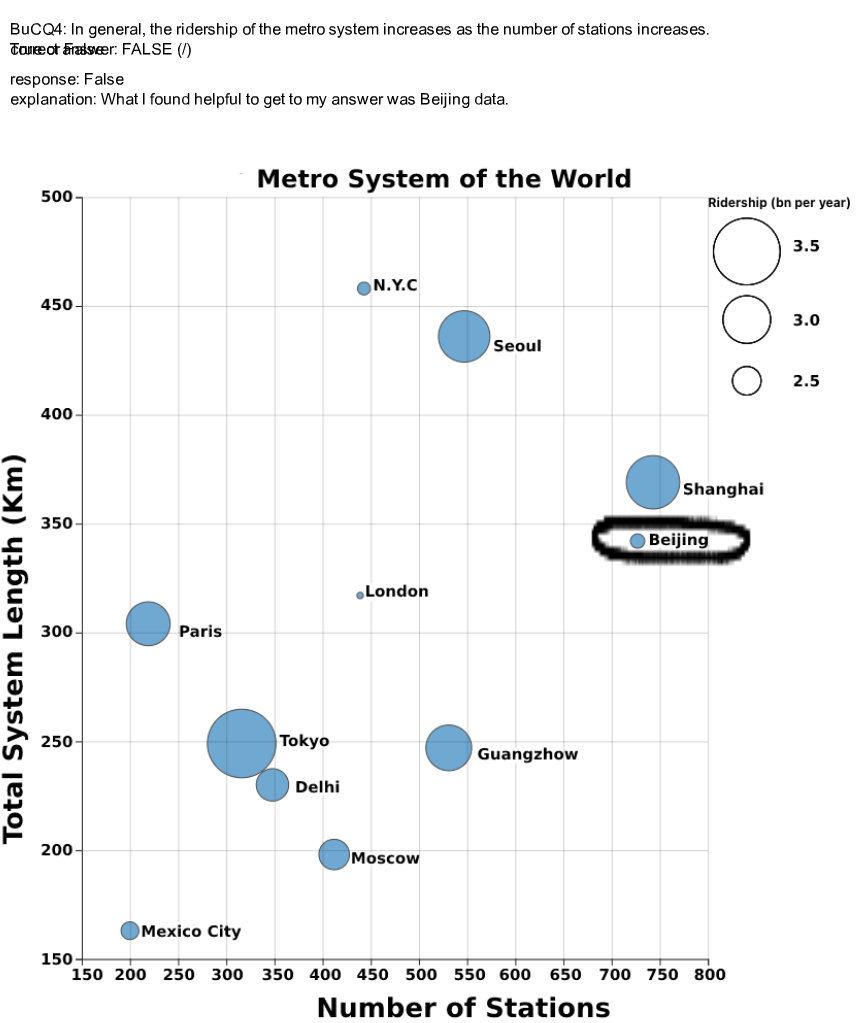 BuCQ4: In general, the ridership of the metro system increases as the number of stations increases.
True or False
correct answer: FALSE (/)
response: False
explanation: What I found helpful to get to my answer was Beijing data.
Metro System of the World
Ridership (bn per year)
3.5
3.0
2.5
500
450
400
350
300
250
200
150
Total System Length (Km)
N.Y.C
Seoul
Shanghai
Beijing
London
Paris
Tokyo
Guangzhow
Delhi
Moscow
Mexico City
150 200 250 300 350 400 450 500 550 600 650 700 750 800
Number of Stations